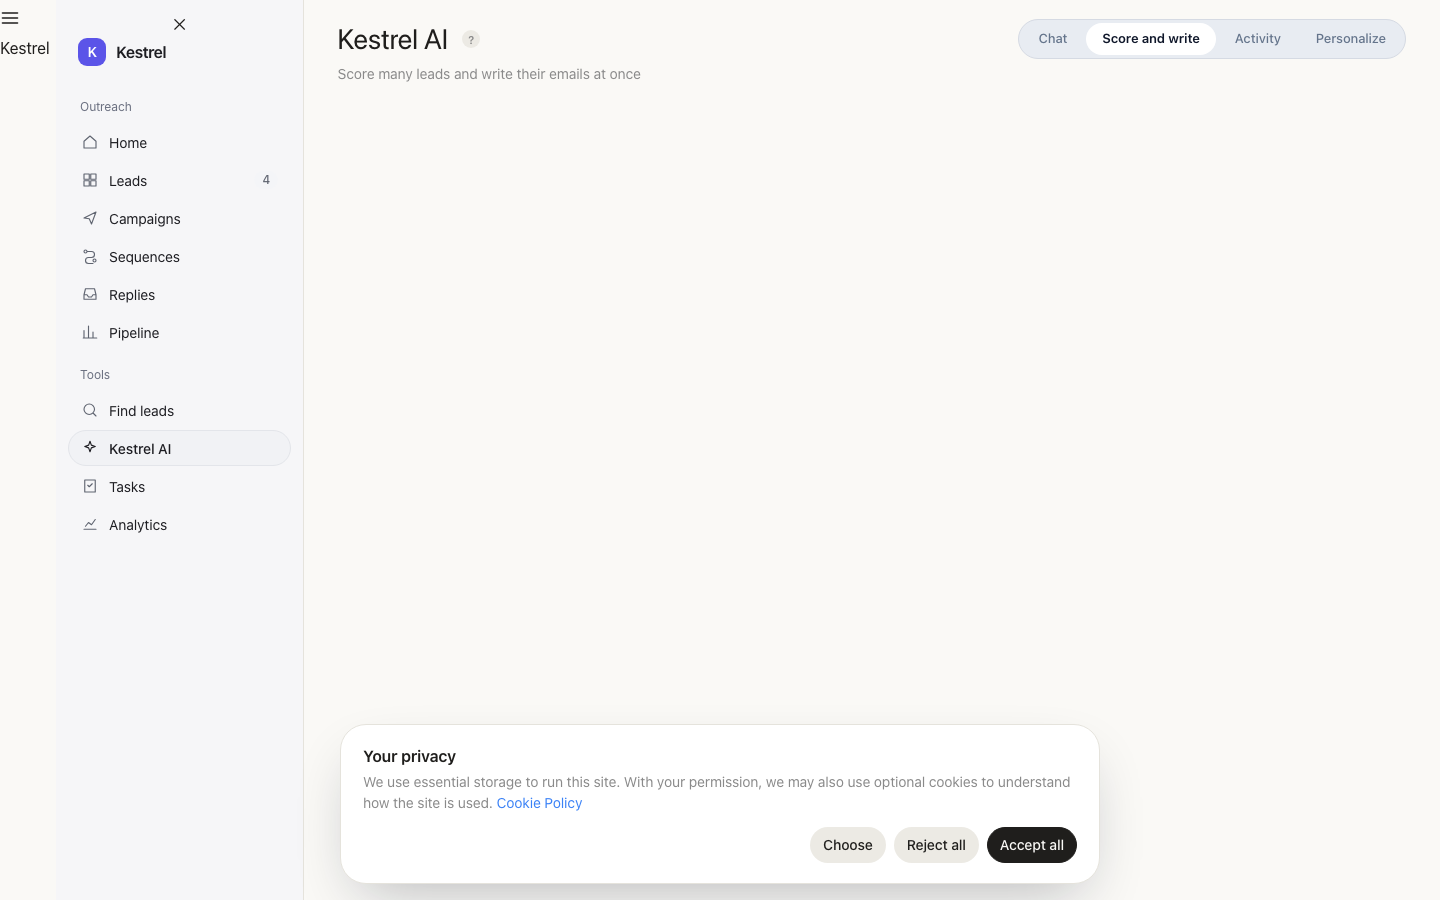 Kestrel
K Kestrel
Outreach
Home
Leads 4
Campaigns
Sequences
Replies
Pipeline
Tools
Find leads
Kestrel AI
Tasks
Analytics
Kestrel AI ?
Score many leads and write their emails at once
Chat Score and write Activity Personalize
Your privacy
We use essential storage to run this site. With your permission, we may also use optional cookies to understand
how the site is used. Cookie Policy
Choose Reject all Accept all